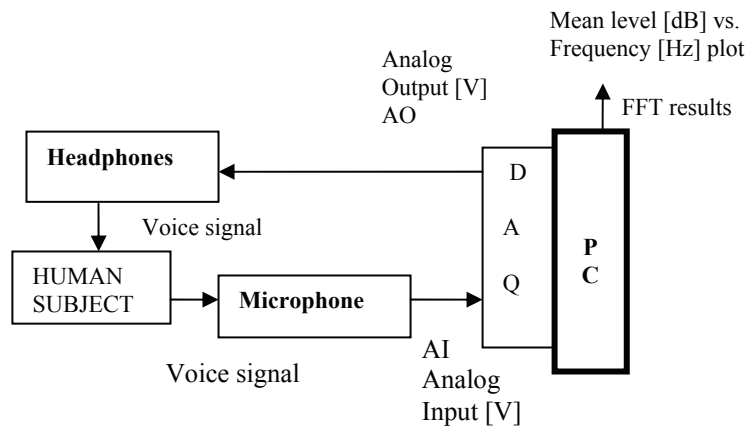 Mean level [dB] vs.
Frequency [Hz] plot
Analog
Output [V]
AO
FFT results
Headphones
D
A
Q
P
C
Voice signal
HUMAN
SUBJECT
Microphone
Voice signal
AI
Analog
Input [V]